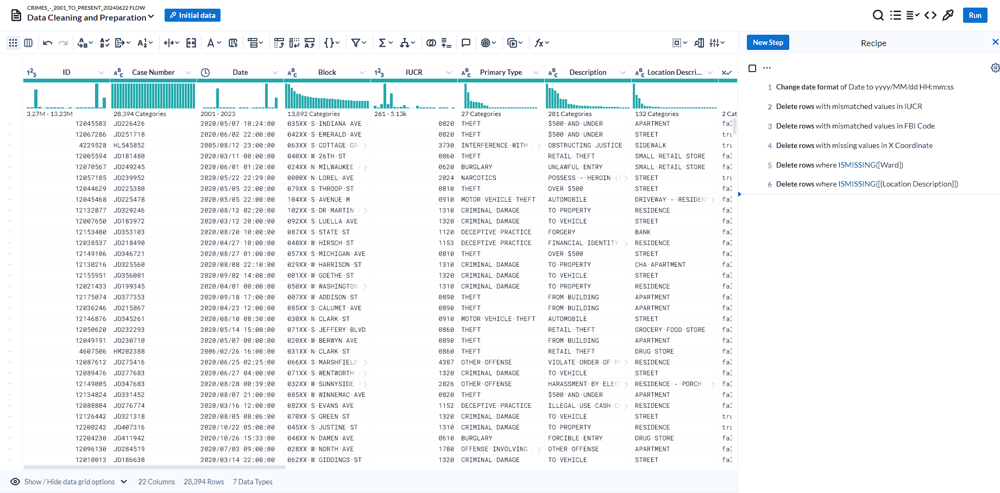 CRIMES_-_2001_TO_PRESENT_20240622 FLOW
Data Cleaning and Preparation
Initial data
Run
New Step
Recipe
ID Case Number Date Block IUCR Primary Type Description Location Descri...
3.27M - 13.23M 28,394 Categories 2001 - 2023 13,892 Categories 261 - 5.13k 27 Categories 281 Categories 132 Categories 2 Cat
12045583 JD226426 2020/05/07·10:24:00 035XX·S·INDIANA·AVE 0820 THEFT $500·AND·UNDER APARTMENT fal
12067286 JD251718 2020/06/02·22:00:00 042XX·S·EMERALD·AVE 0820 THEFT $500·AND·UNDER STREET tru
4229528 HL545852 2005/08/12·23:00:00 063XX·S·COTTAGE·GRO 3730 INTERFERENCE·WITH·P OBSTRUCTING·JUSTICE SIDEWALK tru
12005594 JD181480 2020/03/11·00:00:00 040XX·W·26TH·ST 0860 THEFT RETAIL·THEFT SMALL·RETAIL·STORE fal
12070567 JD249245 2020/06/01·01:20:00 024XX·N·MILWAUKEE·A 0620 BURGLARY UNLAWFUL·ENTRY SMALL·RETAIL·STORE fal
12057185 JD239952 2020/05/22·22:29:00 0000X·N·LOREL·AVE 2024 NARCOTICS POSSESS·-·HEROIN·(W STREET tru
12044629 JD225380 2020/05/05·22:00:00 079XX·S·THROOP·ST 0810 THEFT OVER·$500 STREET fal
12045468 JD225478 2020/05/05·22:00:00 104XX·S·AVENUE·M 0910 MOTOR·VEHICLE·THEFT AUTOMOBILE DRIVEWAY·-·RESIDENT fal
12132877 JD329246 2020/08/12·02:20:00 102XX·S·DR·MARTIN·L 1310 CRIMINAL·DAMAGE TO·PROPERTY RESIDENCE fal
12007650 JD183972 2020/03/12·20:00:00 092XX·S·LUELLA·AVE 1320 CRIMINAL·DAMAGE TO·VEHICLE STREET fal
12153480 JD353103 2020/08/20·10:00:00 087XX·S·STATE·ST 1120 DECEPTIVE·PRACTICE FORGERY BANK fal
12038537 JD218490 2020/04/27·10:00:00 048XX·W·HIRSCH·ST 1153 DECEPTIVE·PRACTICE FINANCIAL·IDENTITY RESIDENCE fal
12149106 JD346721 2020/08/27·01:00:00 057XX·S·MICHIGAN·AVE 0810 THEFT OVER·$500 STREET fal
12130216 JD325560 2020/08/08·22:10:00 029XX·W·HARRISON·ST 1310 CRIMINAL·DAMAGE TO·PROPERTY CHA·APARTMENT fal
12155951 JD356001 2020/09/02·14:00:00 001XX·W·GOETHE·ST 1320 CRIMINAL·DAMAGE TO·VEHICLE STREET fal
12021433 JD199345 2020/04/01·00:00:00 050XX·W·WASHINGTON 1310 CRIMINAL·DAMAGE TO·PROPERTY RESIDENCE fal
12175074 JD377353 2020/09/18·17:00:00 007XX·W·ADDISON·ST 0890 THEFT FROM·BUILDING APARTMENT fal
12036246 JD215867 2020/04/23·12:00:00 085XX·S·CALUMET·AVE 0890 THEFT FROM·BUILDING APARTMENT fal
12146876 JD345261 2020/08/10·08:30:00 030XX·N·CLARK·ST 0910 MOTOR·VEHICLE·THEFT AUTOMOBILE STREET fal
12050620 JD232293 2020/05/14·15:00:00 071XX·S·JEFFERY·BLVD 0860 THEFT RETAIL·THEFT GROCERY·FOOD·STORE fal
12049191 JD230710 2020/05/07·00:00:00 020XX·W·BERWYN·AVE 0890 THEFT FROM·BUILDING APARTMENT fal
4607506 HM202388 2006/02/26·16:00:00 031XX·N·CLARK·ST 0860 THEFT RETAIL·THEFT DRUG·STORE fal
12087612 JD275416 2020/06/25·02:25:00 066XX·S·MARSHFIELD 4387 OTHER·OFFENSE VIOLATE·ORDER·OF·PR RESIDENCE fal
12089476 JD277683 2020/06/27·04:00:00 071XX·S·WENTWORTH·A 1320 CRIMINAL·DAMAGE TO·VEHICLE STREET fal
12149005 JD347683 2020/08/28·00:39:00 032XX·W·SUNNYSIDE·A 2826 OTHER·OFFENSE HARASSMENT·BY·ELECT RESIDENCE·-·PORCH fal
12134824 JD331452 2020/08/07·21:00:00 085XX·W·WINNEMAC·AVE 0820 THEFT $500·AND·UNDER APARTMENT fal
12088804 JD276774 2020/03/16·12:00:00 082XX·S·EVANS·AVE 1152 DECEPTIVE·PRACTICE ILLEGAL·USE·CASH·CA RESIDENCE fal
12126442 JD321318 2020/08/05·08:06:00 070XX·S·GREEN·ST 1320 CRIMINAL·DAMAGE TO·VEHICLE STREET tru
12200242 JD407316 2020/10/22·05:00:00 045XX·S·JUSTINE·ST 1310 CRIMINAL·DAMAGE TO·PROPERTY RESIDENCE tru
12204230 JD411942 2020/10/26·15:33:00 048XX·N·DAMEN·AVE 0610 BURGLARY FORCIBLE·ENTRY DRUG·STORE fal
12096130 JD284519 2020/07/03·09:00:00 028XX·W·NORTH·AVE 1780 OFFENSE·INVOLVING·C OTHER·OFFENSE APARTMENT fal
12010013 JD186638 2020/03/14·22:00:00 062XX·W·GIDDINGS·ST 1320 CRIMINAL·DAMAGE TO·VEHICLE STREET fal
Show / Hide data grid options 22 Columns 28,394 Rows 7 Data Types
1 Change date format of Date to yyyy/MM/dd HH:mm:ss
2 Delete rows with mismatched values in IUCR
3 Delete rows with mismatched values in FBI Code
4 Delete rows with missing values in X Coordinate
5 Delete rows where ISMISSING([Ward])
6 Delete rows where ISMISSING([{Location Description}])